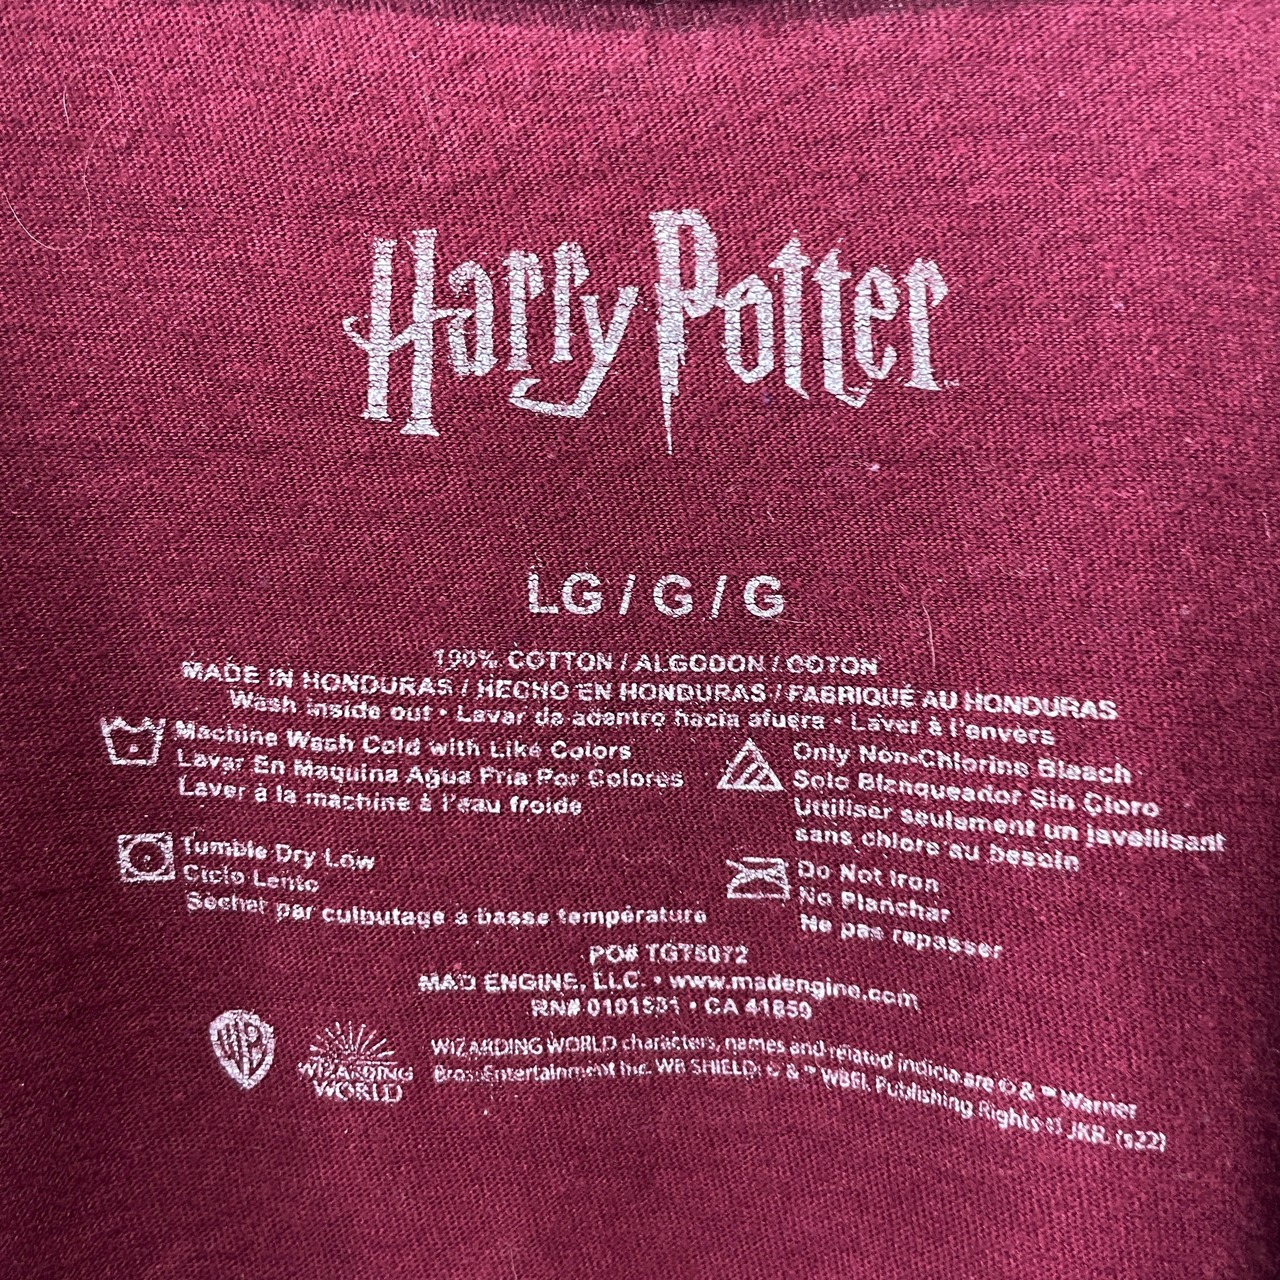 Harry Potter
LG / G / G
100% COTTON / ALGODON / COTON
MADE IN HONDURAS / HECHO EN HONDURAS / FABRIQUÉ AU HONDURAS
Wash inside out • Lavar de adentro hacia afuera • Laver à l'envers
Machine Wash Cold with Like Colors
Lavar En Maquina Agua Fria Por Colores
Laver à la machine à l'eau froide
Only Non-Chlorine Bleach
Solo Blanqueador Sin Cloro
Utiliser seulement un javellisant
sans chlore au besoin
Tumble Dry Low
Ciclo Lento
Sécher par culbutage à basse température
Do Not Iron
No Planchar
Ne pas repasser
PO# TGT5072
MAD ENGINE, LLC. • www.madengine.com
RN# 0101501 • CA 41859
WB
WIZARDING
WORLD
WIZARDING WORLD characters, names and related indicia are © & ™ Warner
Bros. Entertainment Inc. WB SHIELD: © & ™ WBEI. Publishing Rights © JKR. (s22)